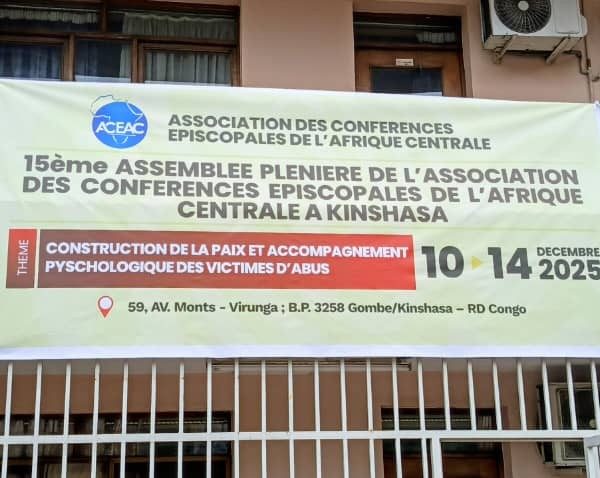 ACEAC
ASSOCIATION DES CONFERENCES
EPISCOPALES DE L'AFRIQUE CENTRALE
15ème ASSEMBLEE PLENIERE DE L'ASSOCIATION
DES CONFERENCES EPISCOPALES DE L'AFRIQUE
CENTRALE A KINSHASA
THEME
CONSTRUCTION DE LA PAIX ET ACCOMPAGNEMENT
PYSCHOLOGIQUE DES VICTIMES D'ABUS
10 14 DECEMBRE
2025
59, AV. Monts - Virunga ; B.P. 3258 Gombe/Kinshasa – RD Congo